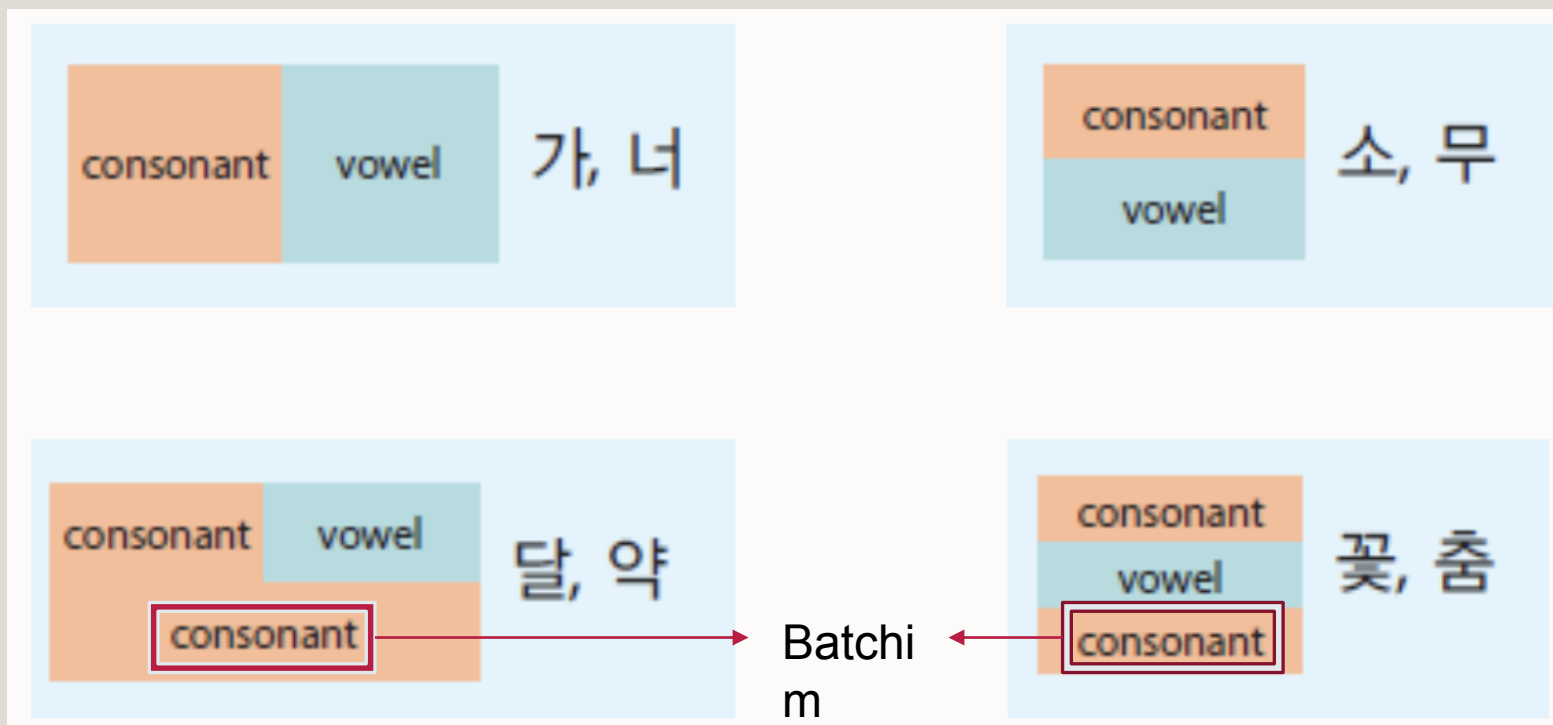 consonant vowel 가, 너
consonant
vowel
소, 무
consonant vowel
consonant
달, 약
consonant
vowel
consonant
꽃, 춤
Batchi
m